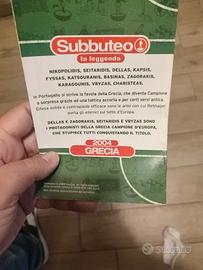 Subbuteo
la leggenda
NIKOPOLIDIS, SEITARIDIS, DELLAS, KAPSIS,
FYSSAS, KATSOURANIS, BASINAS, ZAGORAKIS,
KARAGOUNIS, VRYZAS, CHARISTEAS.
In Portogallo si scrive la favola della Grecia, che diventa Campione
a sorpresa grazie ad una tattica accorta e per certi versi antica.
DELLAS E ZAGORAKIS, SEITARIDIS E VRYZAS SONO
I PROTAGONISTI DELLA GRECIA CAMPIONE D'EUROPA,
CHE STUPISCE TUTTI CONQUISTANDO IL TITOLO.
2004
GRECIA
subito